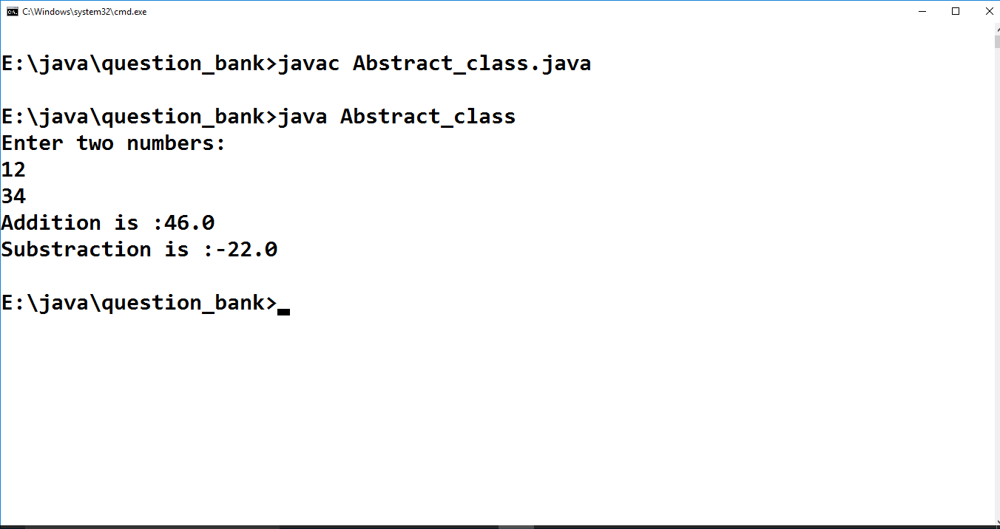 C:\Windows\system32\cmd.exe
E:\java\question_bank>javac Abstract_class.java
E:\java\question_bank>java Abstract_class
Enter two numbers:
12
34
Addition is :46.0
Substraction is :-22.0
E:\java\question_bank>